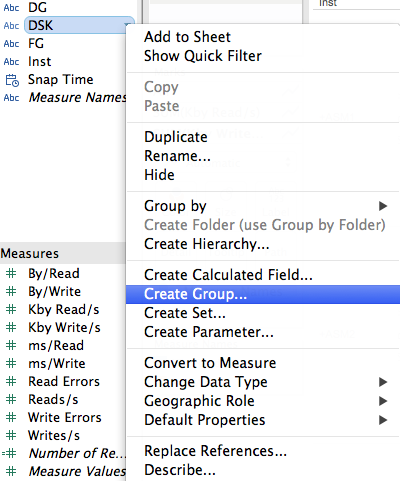 Abc DG
Abc DSK
Abc FG
Abc Inst
Snap Time
Abc Measure Names
Inst
Add to Sheet
Show Quick Filter
Copy
Paste
Duplicate
Rename...
Hide
Group by
Create Folder (use Group by Folder)
Create Hierarchy...
Create Calculated Field...
Create Group...
Create Set...
Create Parameter...
Convert to Measure
Change Data Type
Geographic Role
Default Properties
Replace References...
Describe...
Measures
By/Read
By/Write
Kby Read/s
Kby Write/s
ms/Read
ms/Write
Read Errors
Reads/s
Write Errors
Writes/s
Number of Re...
Measure Values